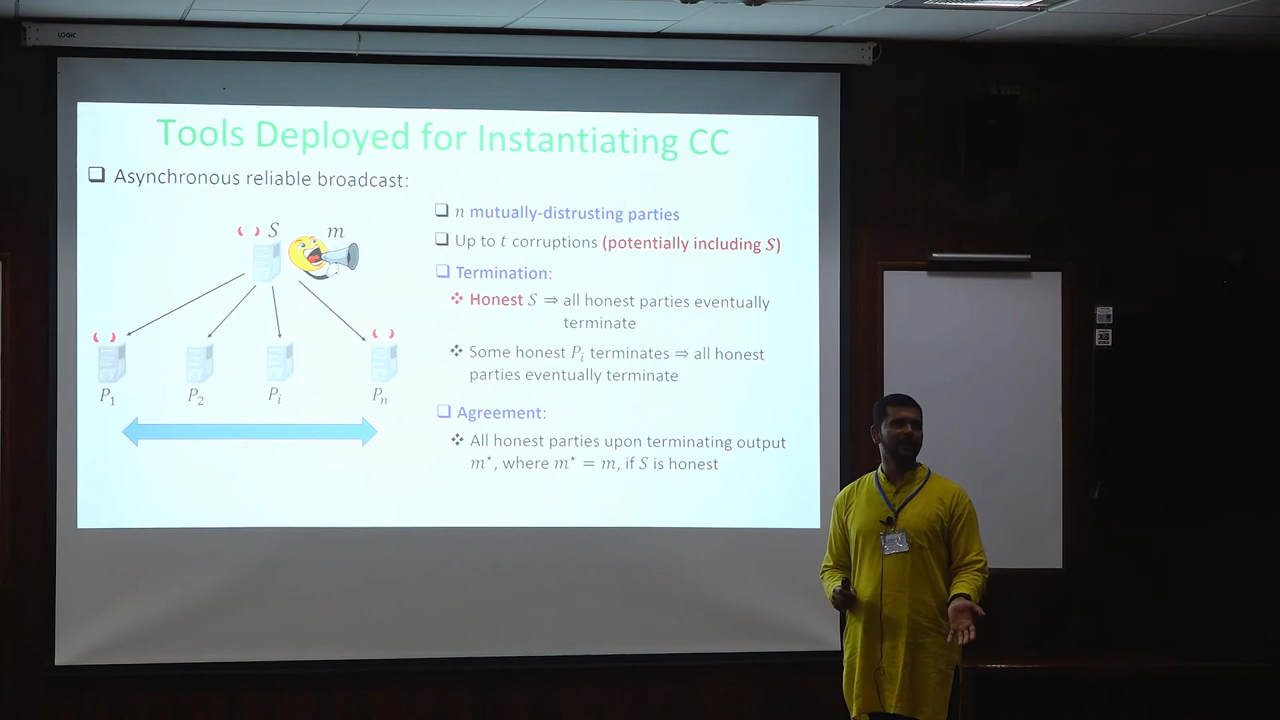 LOGIC
Tools Deployed for Instantiating CC
❑ Asynchronous reliable broadcast:
S
m
P₁
P₂
Pᵢ
Pₙ
❑ n mutually-distrusting parties
❑ Up to t corruptions (potentially including S)
❑ Termination:
❖ Honest S ⇒ all honest parties eventually
terminate
❖ Some honest Pᵢ terminates ⇒ all honest
parties eventually terminate
❑ Agreement:
❖ All honest parties upon terminating output
m*, where m* = m, if S is honest